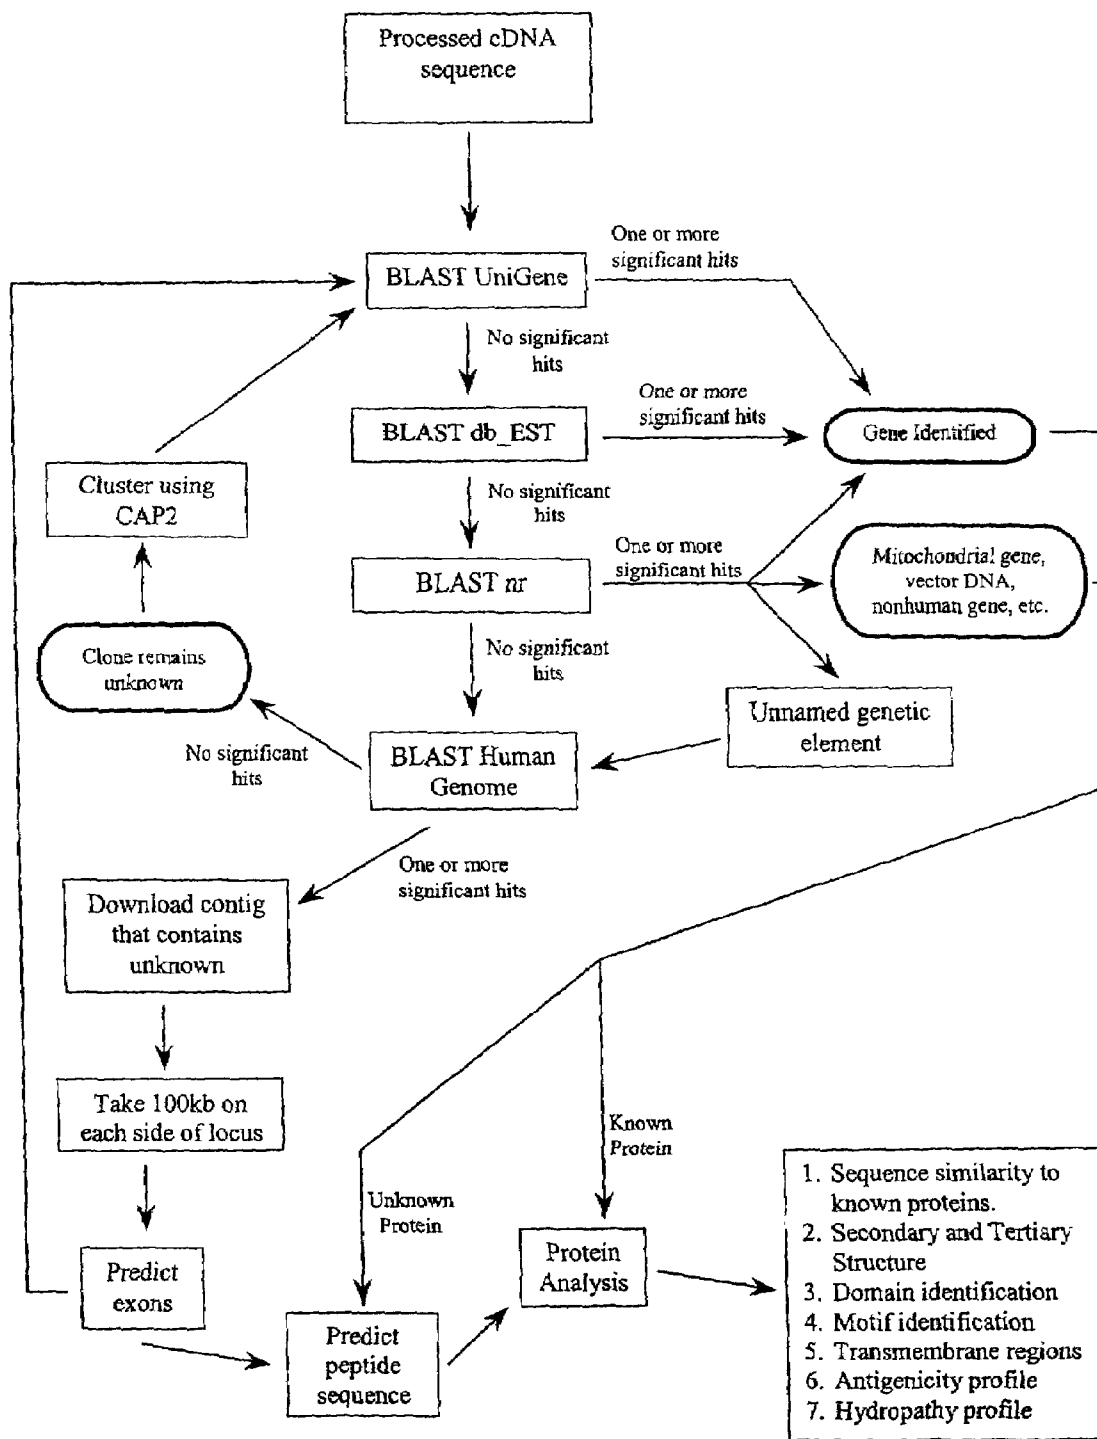 Processed cDNA
sequence
One or more
significant hits
BLAST UniGene
No significant
hits
One or more
significant hits
BLAST db_EST
Gene Identified
Cluster using
CAP2
No significant
hits
One or more
significant hits
BLAST nr
Mitochondrial gene,
vector DNA,
nonhuman gene, etc.
Clone remains
unknown
No significant
hits
Unnamed genetic
element
No significant
hits
BLAST Human
Genome
One or more
significant hits
Download contig
that contains
unknown
Take 100kb on
each side of locus
Known
Protein
Unknown
Protein
Predict
exons
Protein
Analysis
Predict
peptide
sequence
1. Sequence similarity to
known proteins.
2. Secondary and Tertiary
Structure
3. Domain identification
4. Motif identification
5. Transmembrane regions
6. Antigenicity profile
7. Hydropathy profile